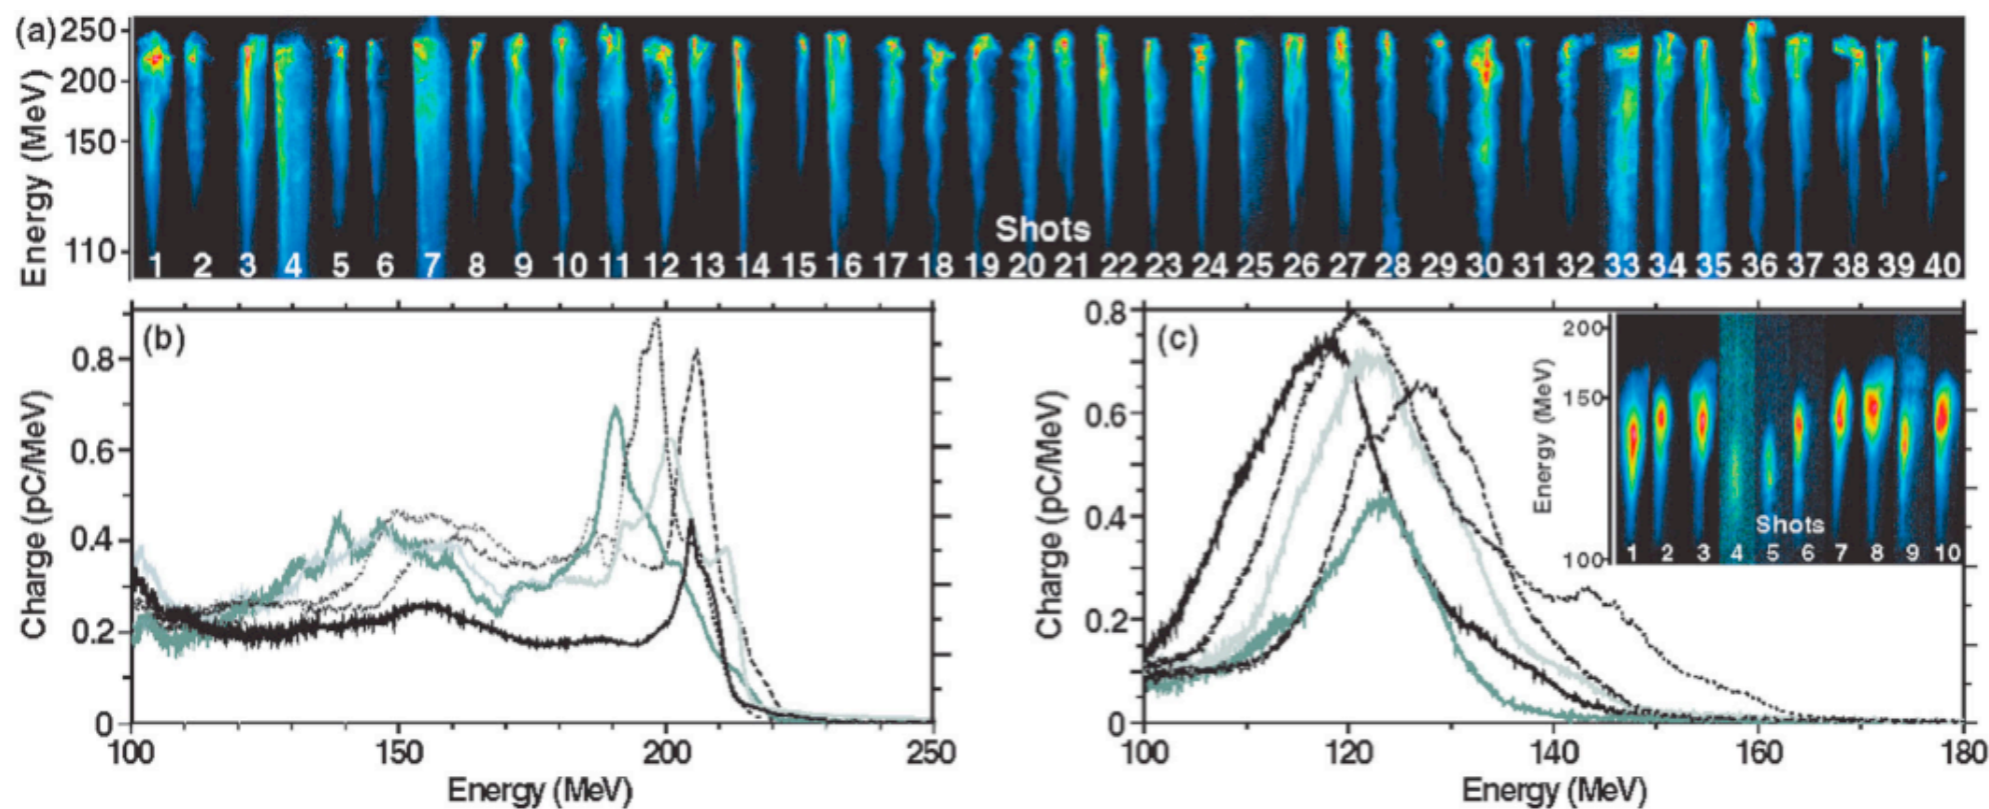 (a)
250
200
150
110
Energy (MeV)
Shots
1 2 3 4 5 6 7 8 9 10 11 12 13 14 15 16 17 18 19 20 21 22 23 24 25 26 27 28 29 30 31 32 33 34 35 36 37 38 39 40
(b)
0.8
0.6
0.4
0.2
0
Charge (pC/MeV)
100 150 200 250
Energy (MeV)
(c)
0.8
0.6
0.4
0.2
0
Charge (pC/MeV)
100 120 140 160 180
Energy (MeV)
200
150
100
Energy (MeV)
Shots
1 2 3 4 5 6 7 8 9 10